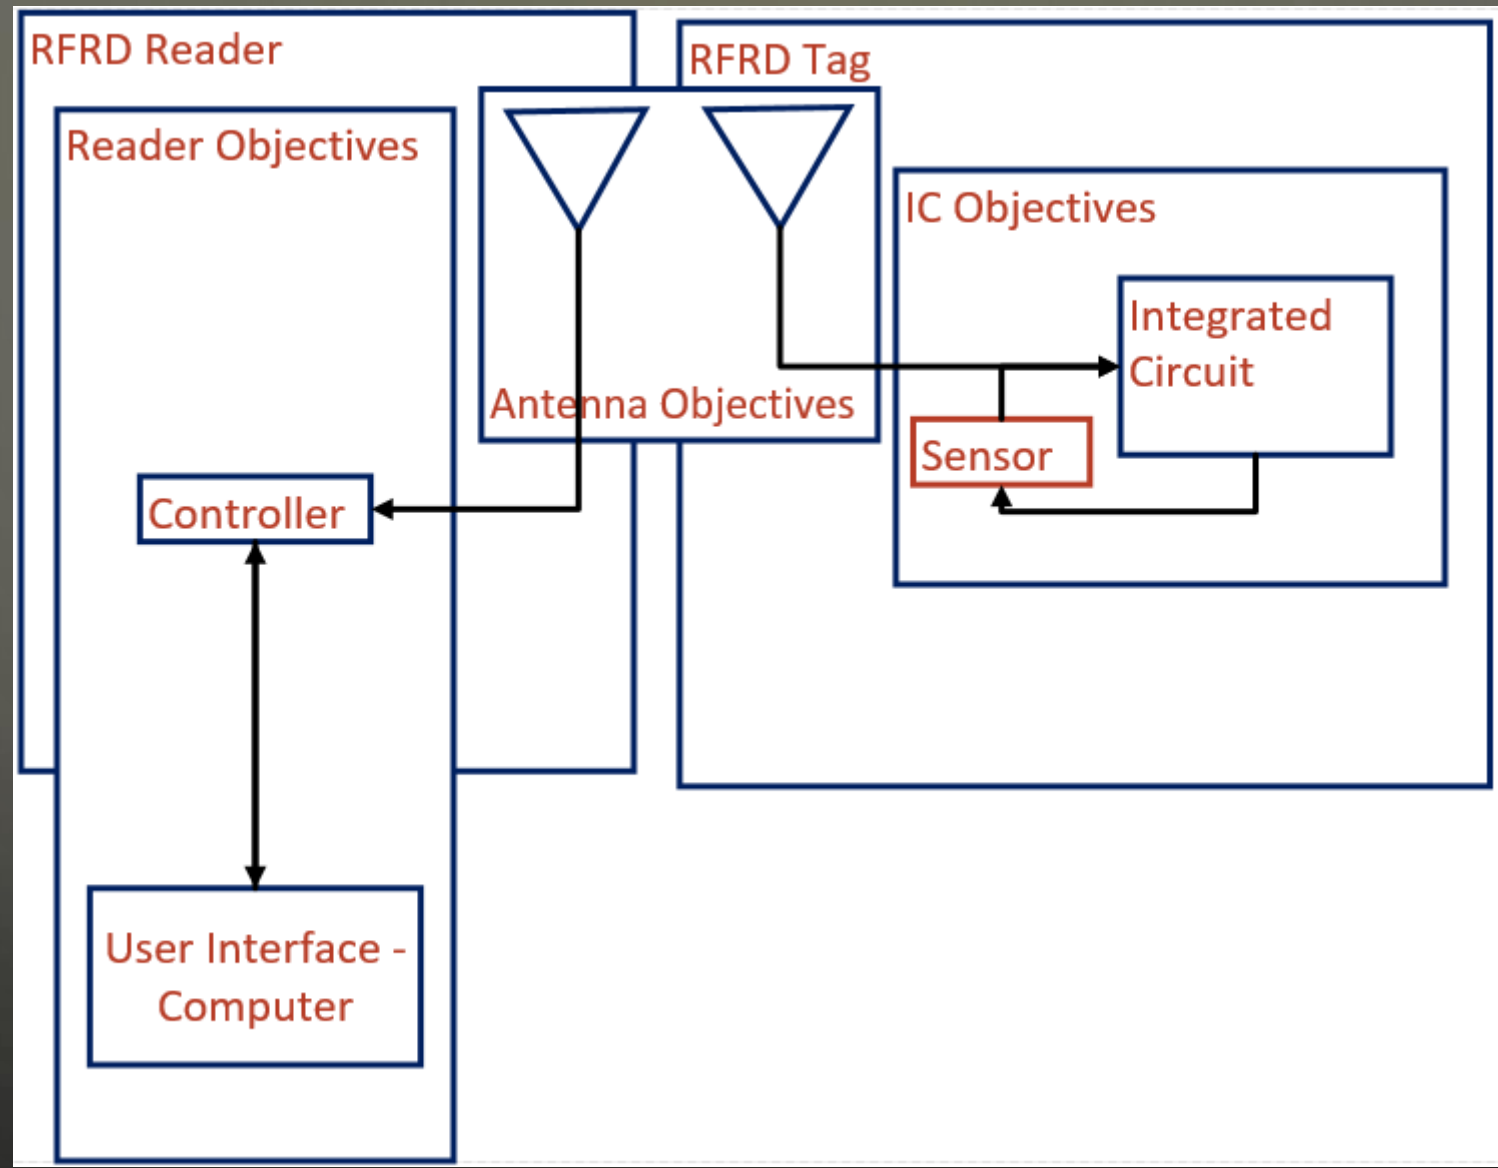 RFRD Reader
RFRD Tag
Reader Objectives
IC Objectives
Integrated
Circuit
Antenna Objectives
Sensor
Controller
User Interface -
Computer